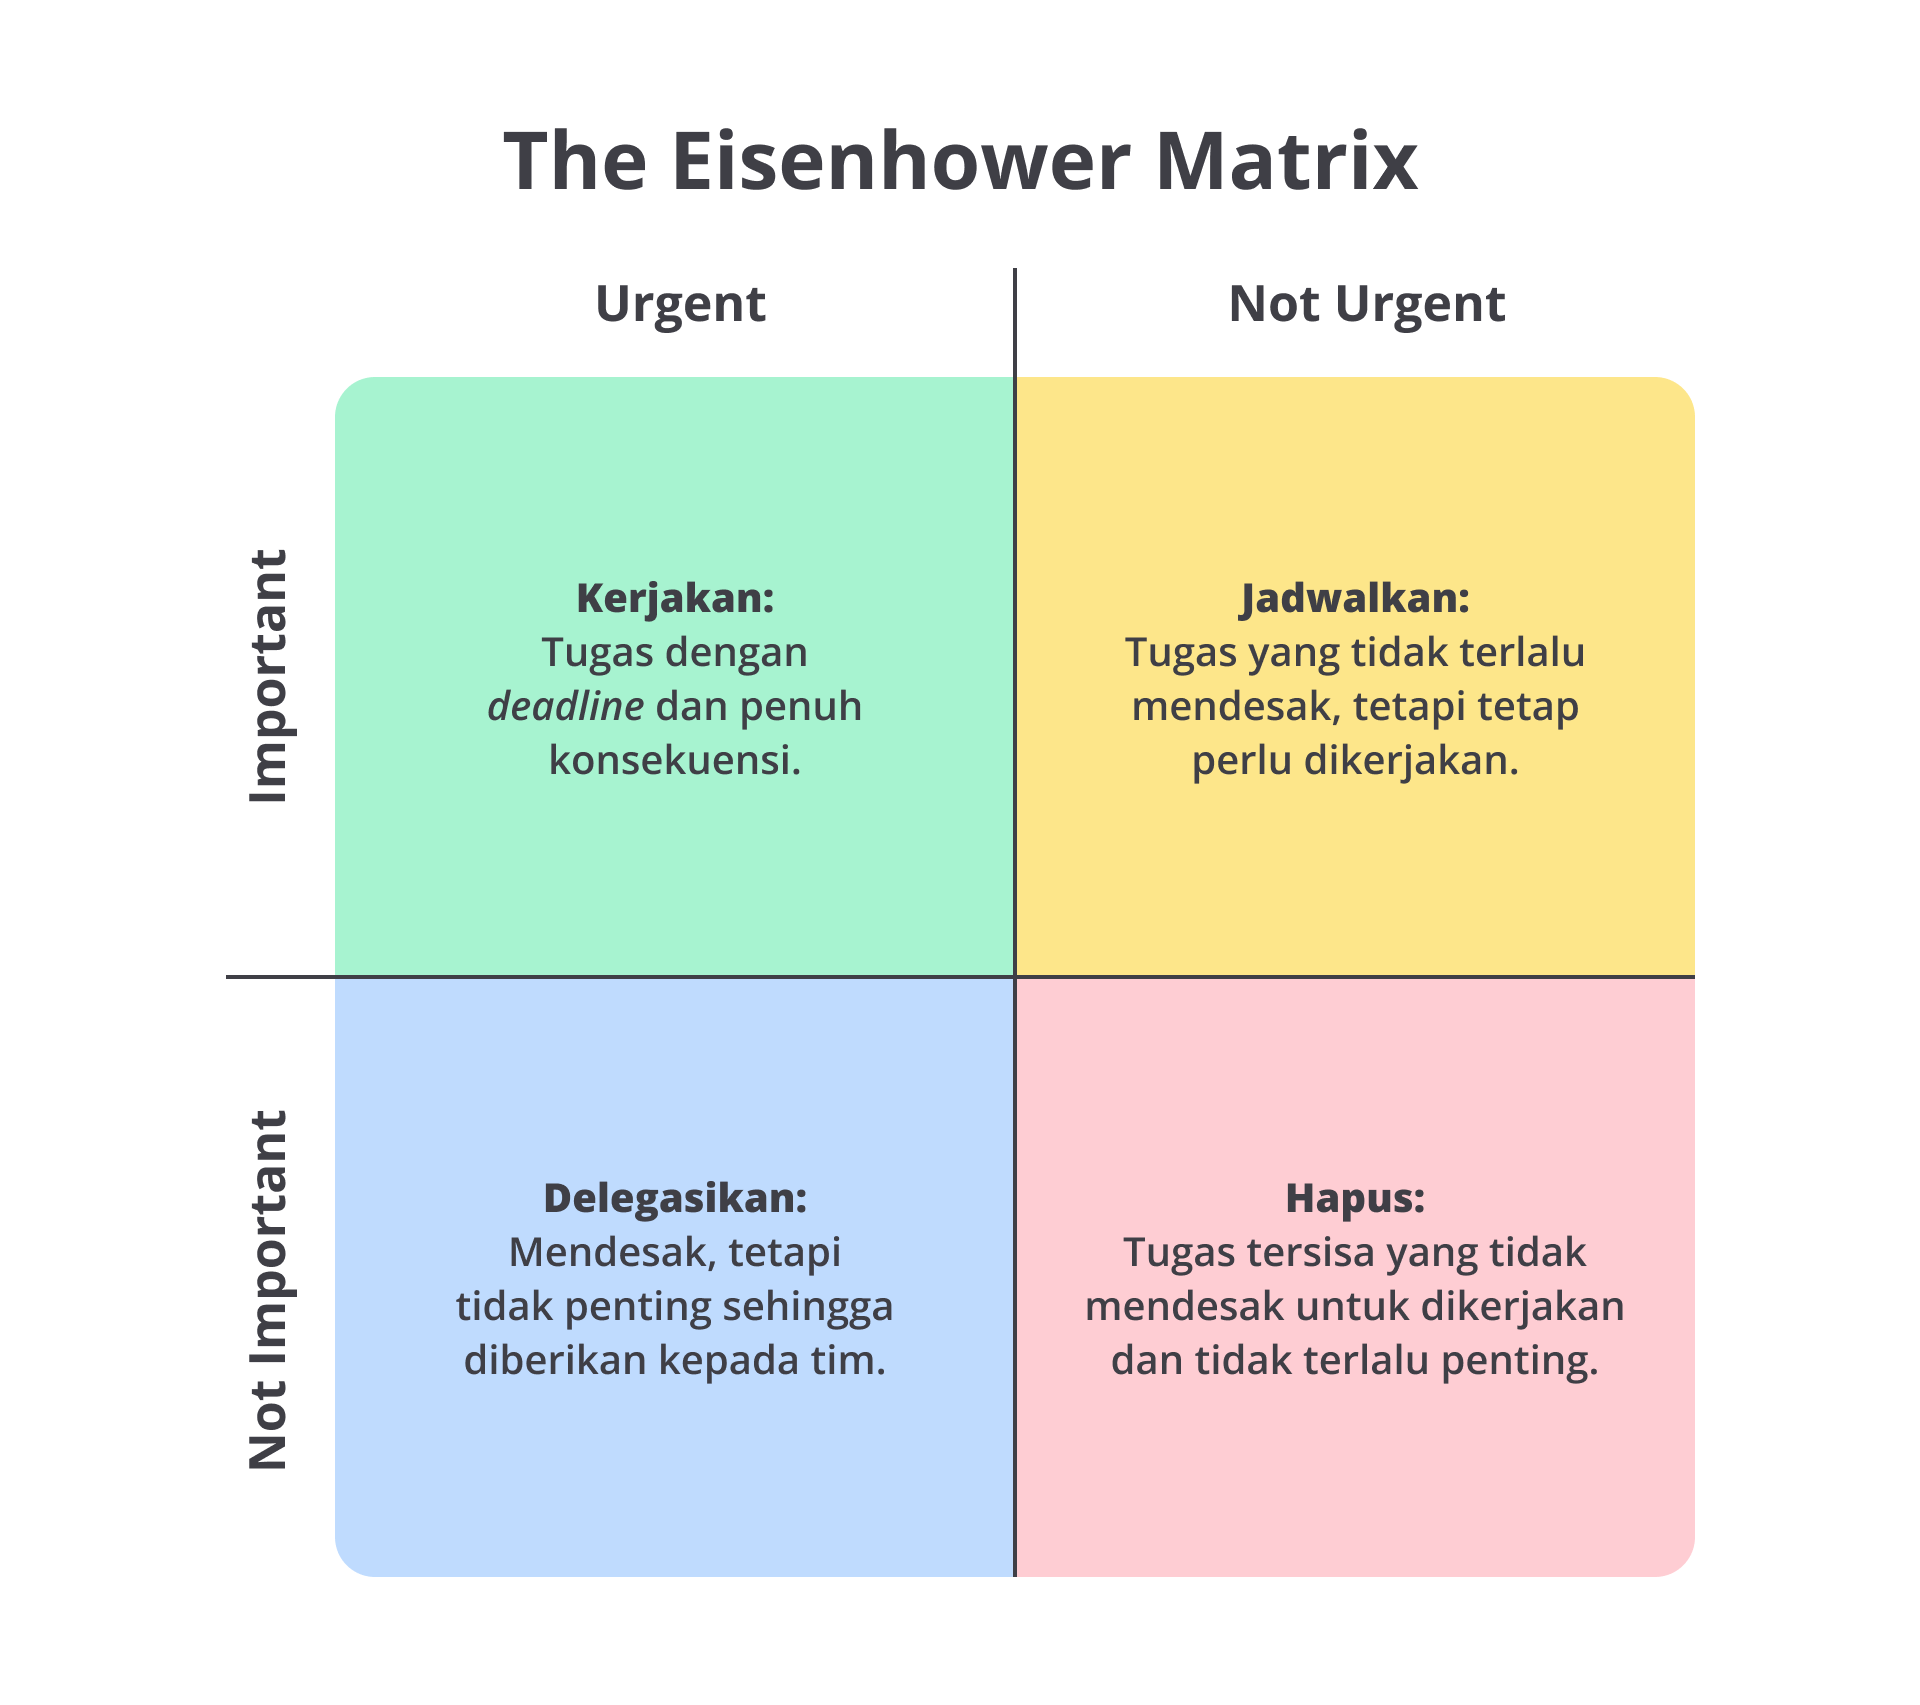 The Eisenhower Matrix
Urgent
Not Urgent
Important
Kerjakan:
Tugas dengan
deadline dan penuh
konsekuensi.
Jadwalkan:
Tugas yang tidak terlalu
mendesak, tetapi tetap
perlu dikerjakan.
Not Important
Delegasikan:
Mendesak, tetapi
tidak penting sehingga
diberikan kepada tim.
Hapus:
Tugas tersisa yang tidak
mendesak untuk dikerjakan
dan tidak terlalu penting.